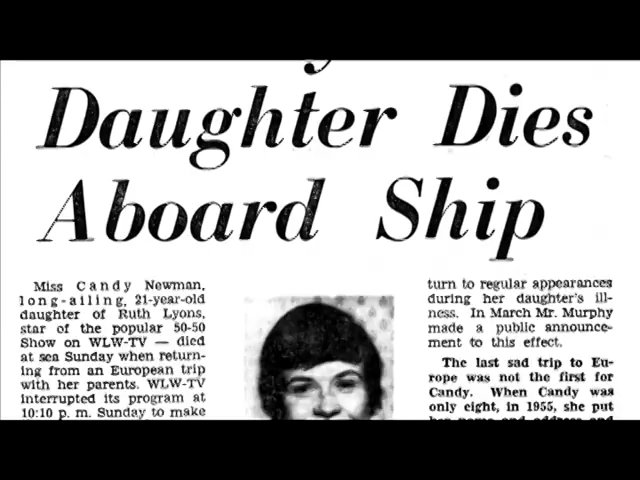 Daughter Dies
Aboard Ship
Miss Candy Newman,
long-ailing, 21-year-old
daughter of Ruth Lyons,
star of the popular 50-50
Show on WLW-TV — died
at sea Sunday when return-
ing from an European trip
with her parents. WLW-TV
interrupted its program at
10:10 p. m. Sunday to make
turn to regular appearances
during her daughter's ill-
ness. In March Mr. Murphy
made a public announce-
ment to this effect.
The last sad trip to Eu-
rope was not the first for
Candy. When Candy was
only eight, in 1955, she put